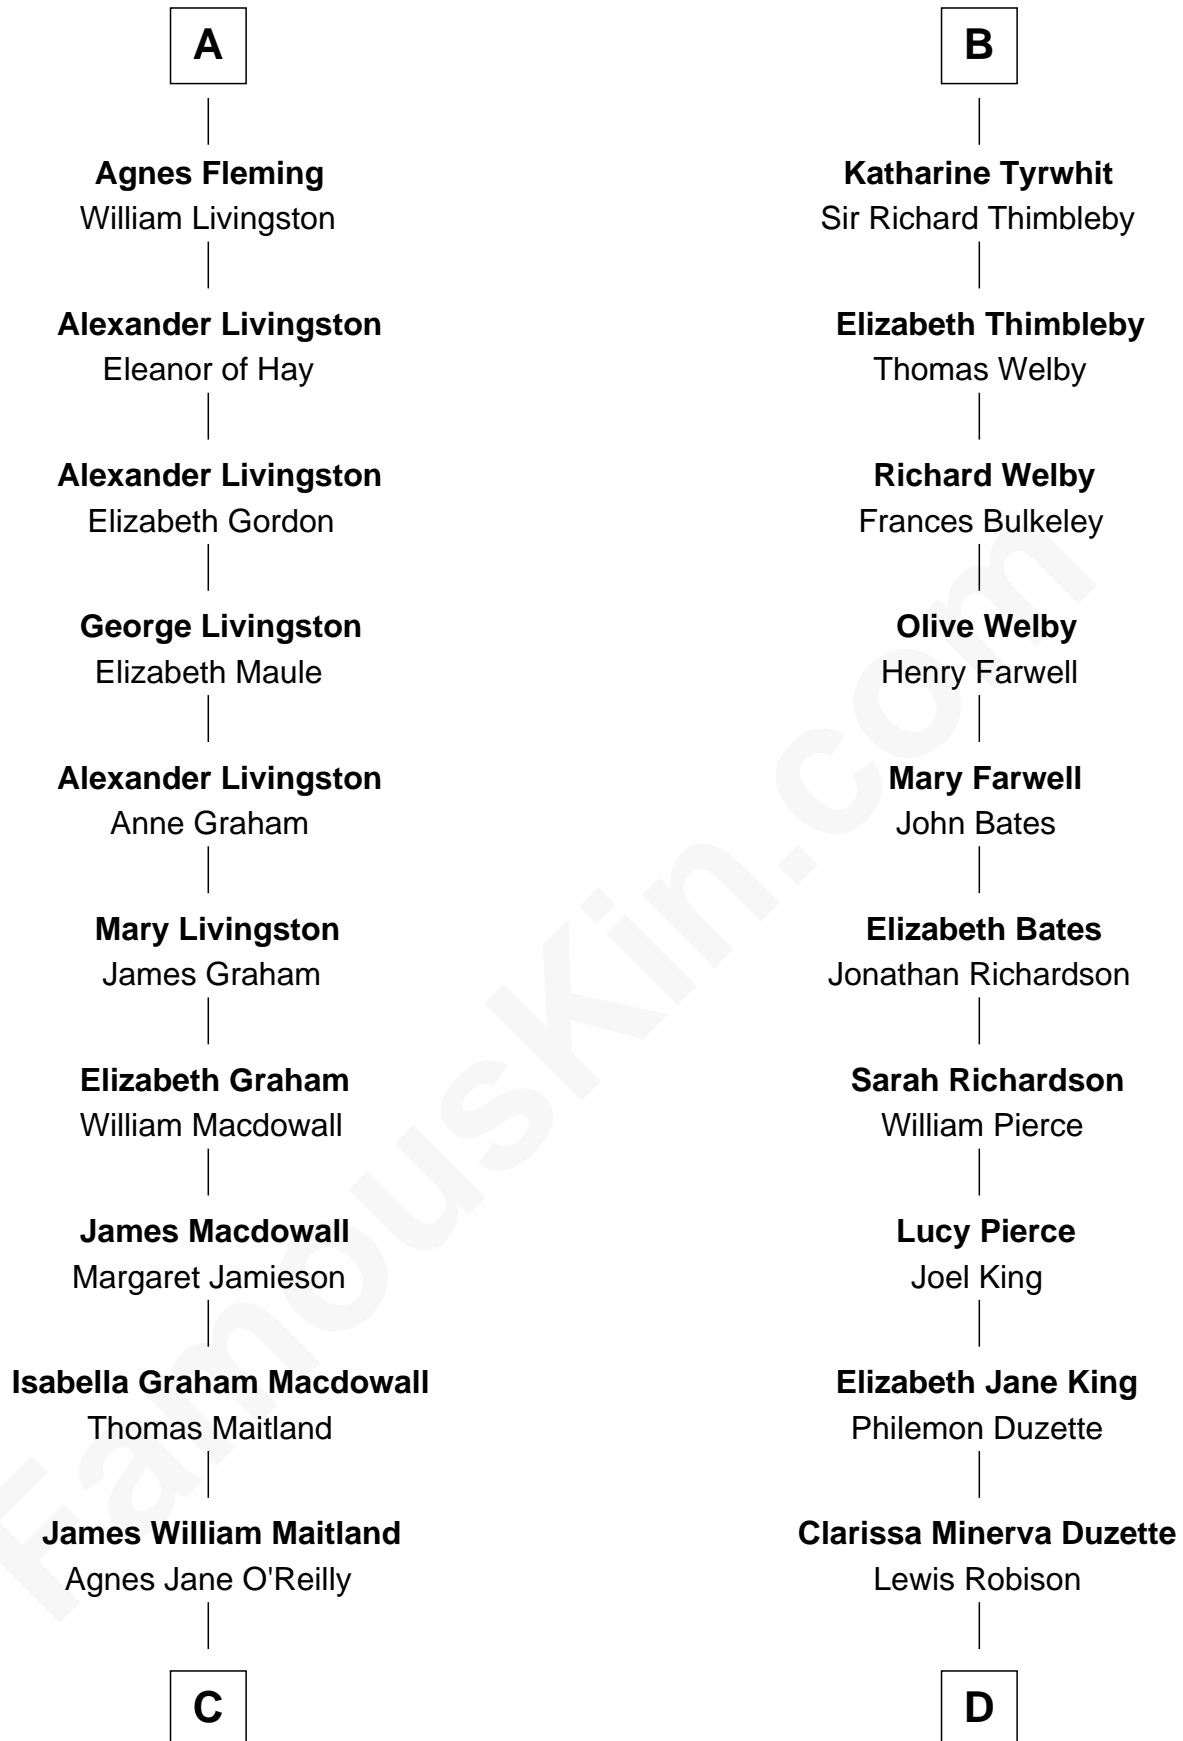 A
Agnes Fleming
William Livingston
Alexander Livingston
Eleanor of Hay
Alexander Livingston
Elizabeth Gordon
George Livingston
Elizabeth Maule
Alexander Livingston
Anne Graham
Mary Livingston
James Graham
Elizabeth Graham
William Macdowall
James Macdowall
Margaret Jamieson
Isabella Graham Macdowall
Thomas Maitland
James William Maitland
Agnes Jane O'Reilly
C
B
Katharine Tyrwhit
Sir Richard Thimbleby
Elizabeth Thimbleby
Thomas Welby
Richard Welby
Frances Bulkeley
Olive Welby
Henry Farwell
Mary Farwell
John Bates
Elizabeth Bates
Jonathan Richardson
Sarah Richardson
William Pierce
Lucy Pierce
Joel King
Elizabeth Jane King
Philemon Duzette
Clarissa Minerva Duzette
Lewis Robison
D
FamousKin.com